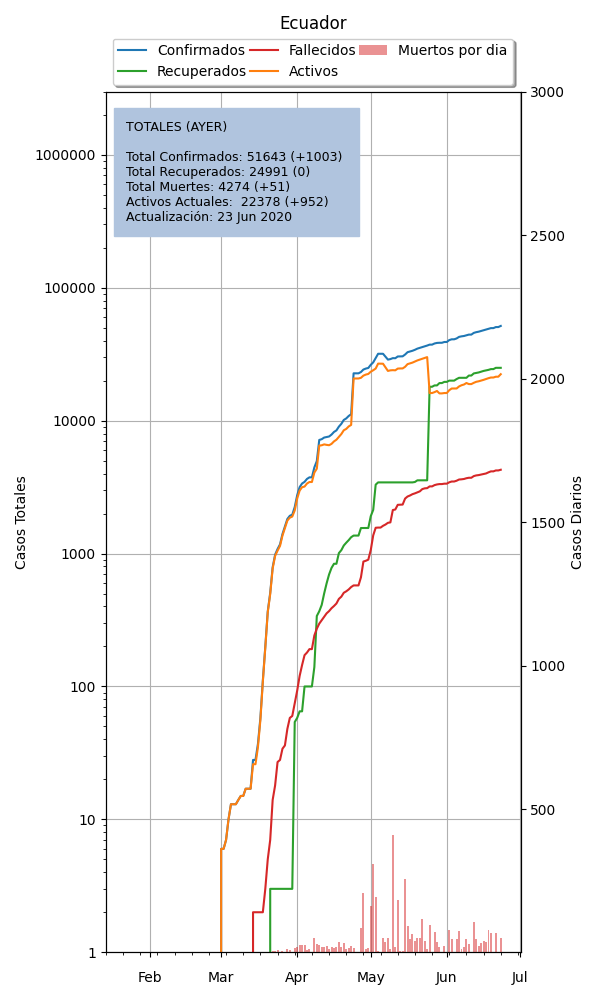 Ecuador
Confirmados
Recuperados
Fallecidos
Activos
Muertos por dia
TOTALES (AYER)
Total Confirmados: 51643 (+1003)
Total Recuperados: 24991 (0)
Total Muertes: 4274 (+51)
Activos Actuales:  22378 (+952)
Actualización: 23 Jun 2020
Casos Totales
1000000
100000
10000
1000
100
10
1
3000
2500
2000
1500
1000
500
Casos Diarios
Feb
Mar
Apr
May
Jun
Jul